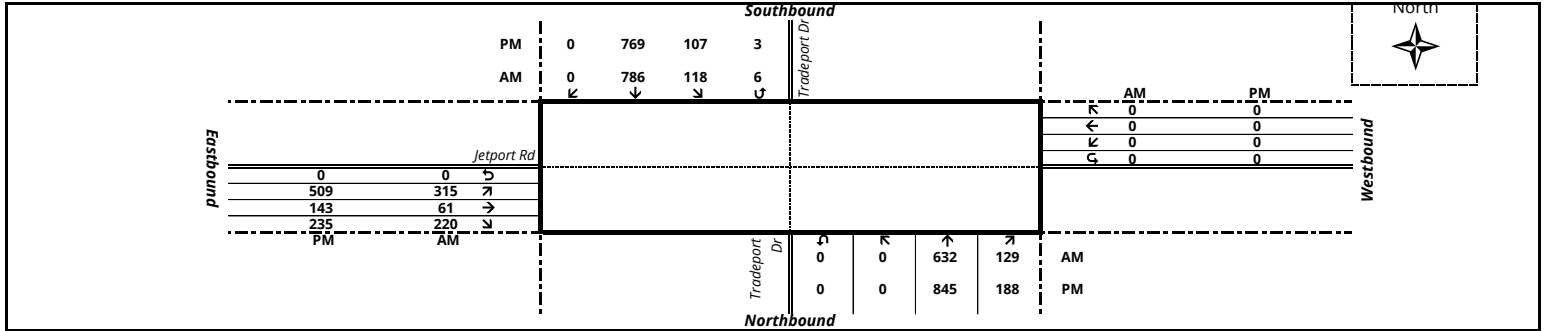 Southbound
North
PM 0 769 107 3
Tradeport Dr
AM 0 786 118 6
↙ ↓ ↘ ↺
AM PM
↖ 0 0
← 0 0
↙ 0 0
↺ 0 0
Eastbound
Westbound
Jetport Rd
0 0 ↺
509 315 ↗
143 61 →
235 220 ↘
PM AM
Tradeport
Dr
↺ ↖ ↑ ↗
0 0 632 129 AM
0 0 845 188 PM
Northbound